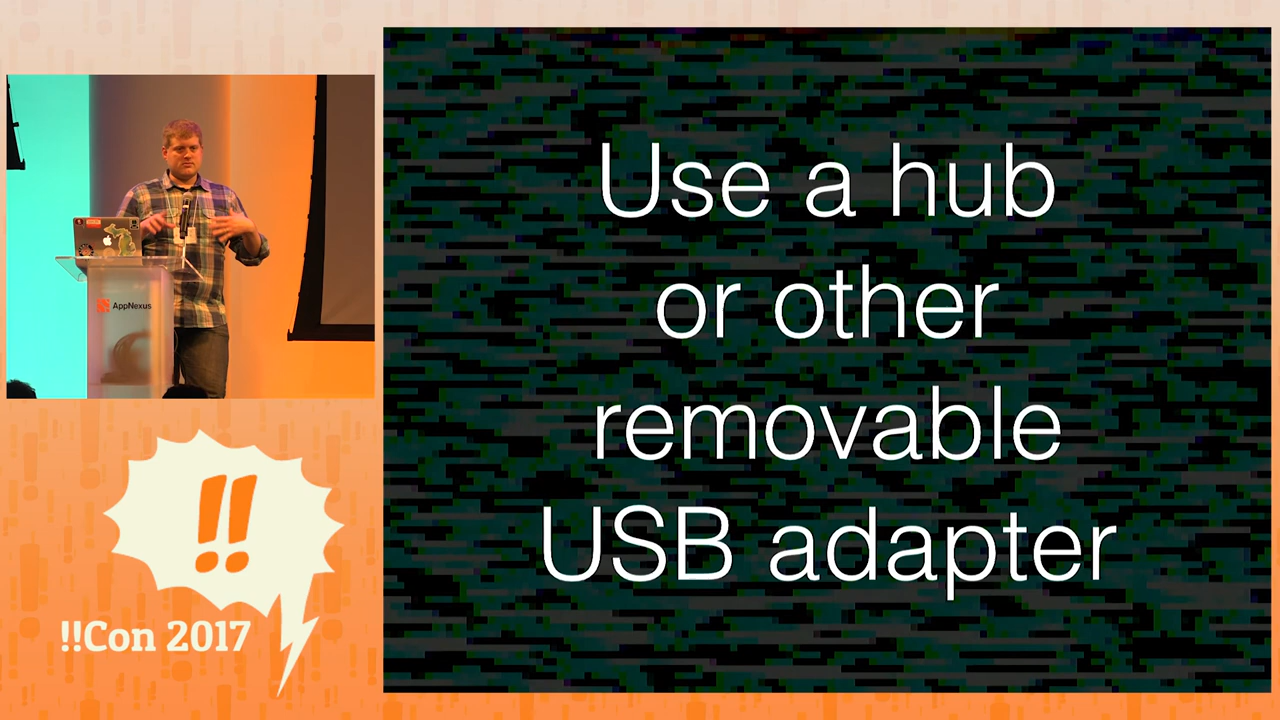 Use a hub
or other
removable
USB adapter
AppNexus
!!
!!Con 2017